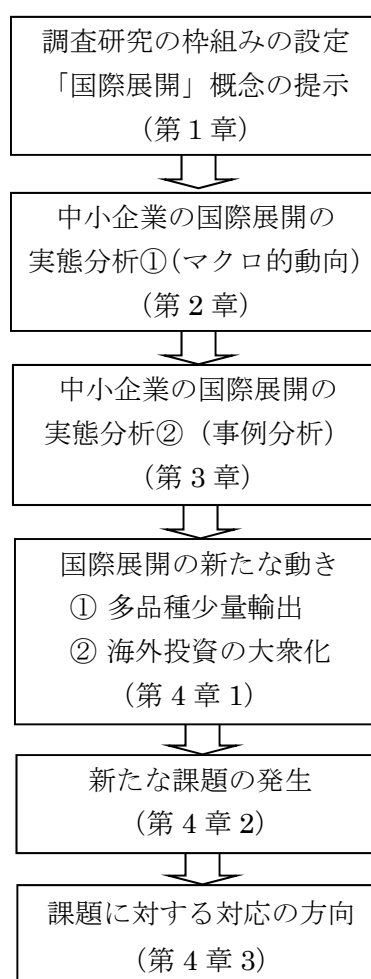 調査研究の枠組みの設定
「国際展開」概念の提示
(第 1 章)
中小企業の国際展開の
実態分析①(マクロ的動向)
(第 2 章)
中小企業の国際展開の
実態分析② (事例分析)
(第 3 章)
国際展開の新たな動き
① 多品種少量輸出
② 海外投資の大衆化
(第 4 章 1)
新たな課題の発生
(第 4 章 2)
課題に対する対応の方向
(第 4 章 3)